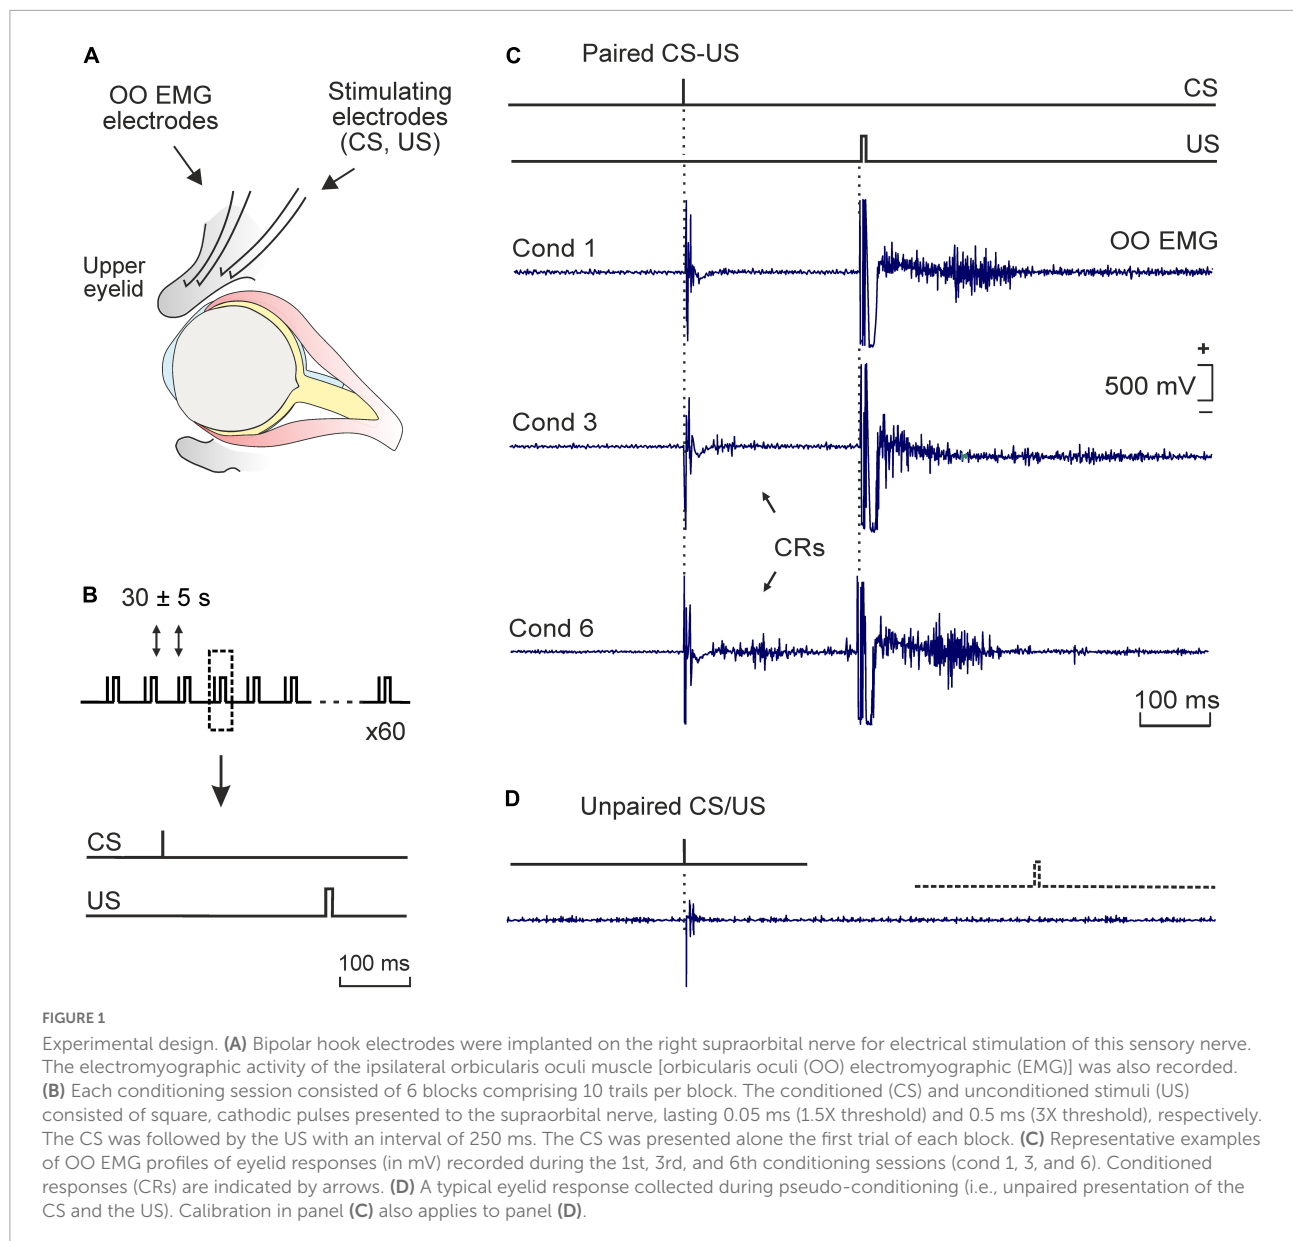 A
OO EMG
electrodes
Stimulating
electrodes
(CS, US)
Upper
eyelid
B
30 ± 5 s
x60
CS
US
100 ms
C
Paired CS-US
CS
US
Cond 1
OO EMG
+
500 mV
–
Cond 3
CRs
Cond 6
100 ms
D
Unpaired CS/US
FIGURE 1
Experimental design. (A) Bipolar hook electrodes were implanted on the right supraorbital nerve for electrical stimulation of this sensory nerve.
The electromyographic activity of the ipsilateral orbicularis oculi muscle [orbicularis oculi (OO) electromyographic (EMG)] was also recorded.
(B) Each conditioning session consisted of 6 blocks comprising 10 trails per block. The conditioned (CS) and unconditioned stimuli (US)
consisted of square, cathodic pulses presented to the supraorbital nerve, lasting 0.05 ms (1.5X threshold) and 0.5 ms (3X threshold), respectively.
The CS was followed by the US with an interval of 250 ms. The CS was presented alone the first trial of each block. (C) Representative examples
of OO EMG profiles of eyelid responses (in mV) recorded during the 1st, 3rd, and 6th conditioning sessions (cond 1, 3, and 6). Conditioned
responses (CRs) are indicated by arrows. (D) A typical eyelid response collected during pseudo-conditioning (i.e., unpaired presentation of the
CS and the US). Calibration in panel (C) also applies to panel (D).